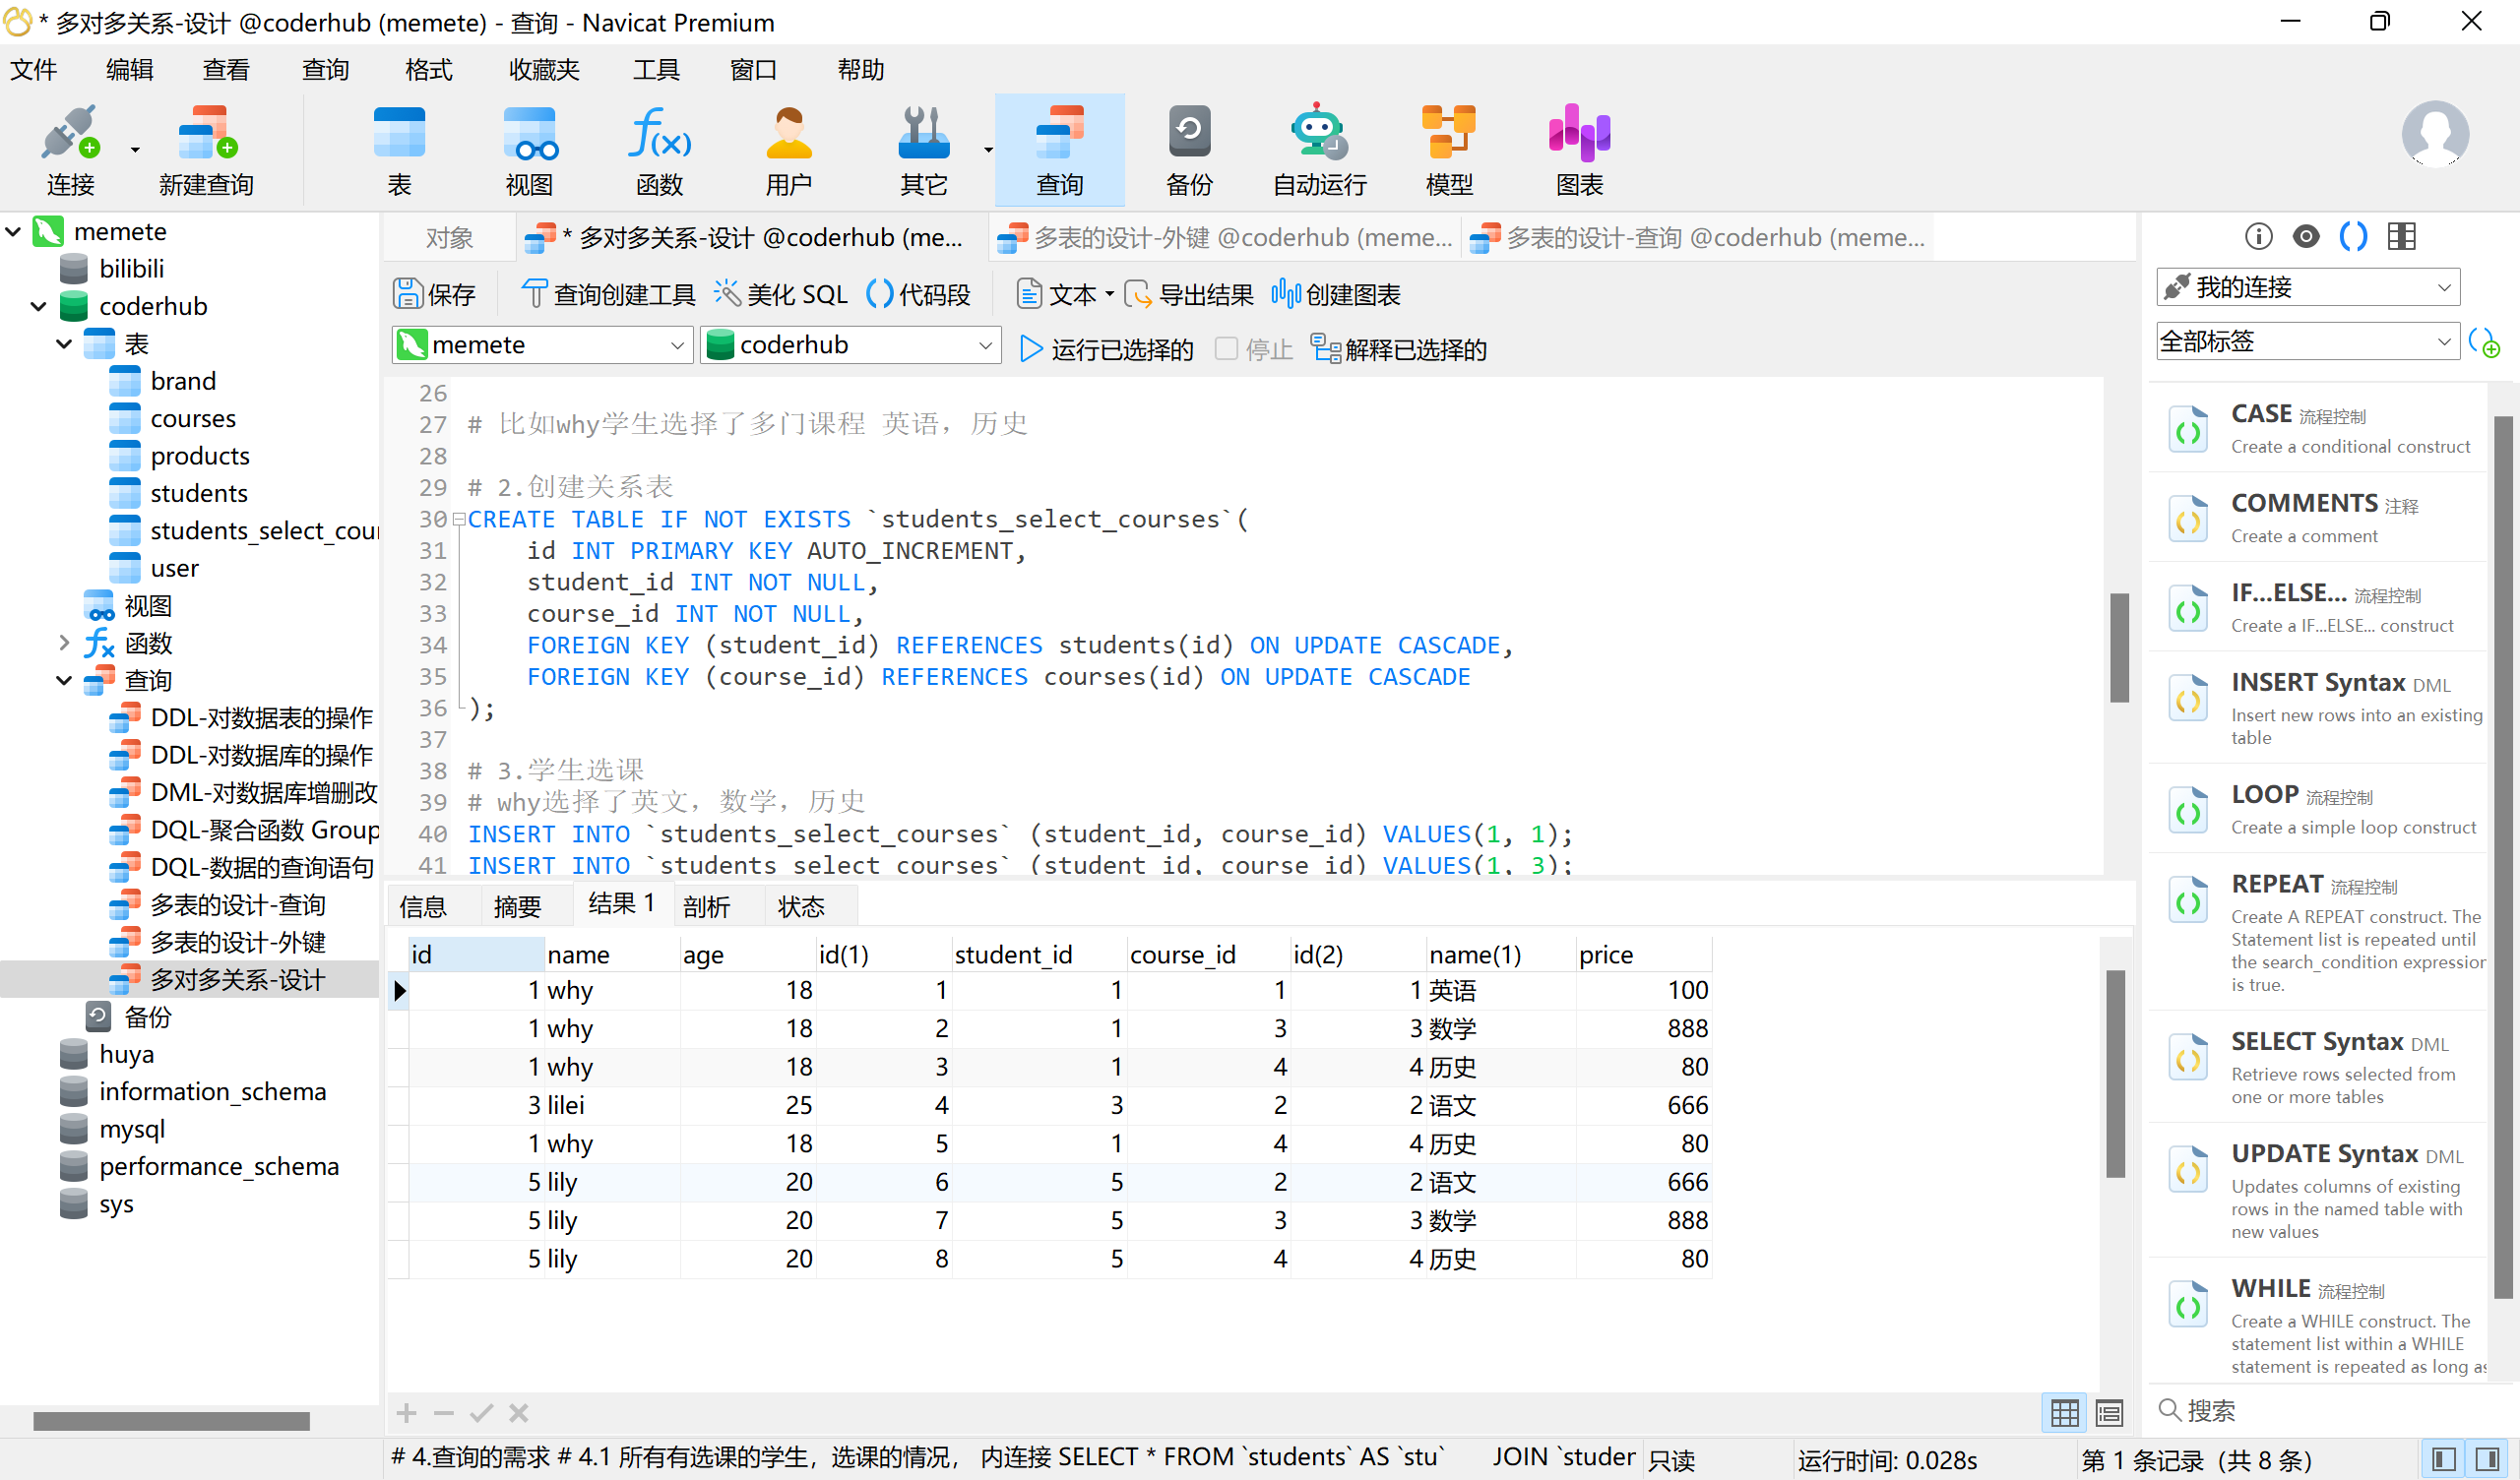 * 多对多关系-设计 @coderhub (memete) - 查询 - Navicat Premium
文件 编辑 查看 查询 格式 收藏夹 工具 窗口 帮助
连接 新建查询 表 视图 函数 用户 其它 查询 备份 自动运行 模型 图表
memete
bilibili
coderhub
表
brand
courses
products
students
students_select_cour
user
视图
函数
查询
DDL-对数据表的操作
DDL-对数据库的操作
DML-对数据库增删改
DQL-聚合函数 Group
DQL-数据的查询语句
多表的设计-查询
多表的设计-外键
多对多关系-设计
备份
huya
information_schema
mysql
performance_schema
sys
对象 * 多对多关系-设计 @coderhub (me... 多表的设计-外键 @coderhub (meme... 多表的设计-查询 @coderhub (meme...
保存 查询创建工具 美化 SQL 代码段 文本 导出结果 创建图表
memete coderhub 运行已选择的 停止 解释已选择的
26
27 # 比如why学生选择了多门课程 英语，历史
28
29 # 2.创建关系表
30 CREATE TABLE IF NOT EXISTS `students_select_courses`(
31 id INT PRIMARY KEY AUTO_INCREMENT,
32 student_id INT NOT NULL,
33 course_id INT NOT NULL,
34 FOREIGN KEY (student_id) REFERENCES students(id) ON UPDATE CASCADE,
35 FOREIGN KEY (course_id) REFERENCES courses(id) ON UPDATE CASCADE
36 );
37
38 # 3.学生选课
39 # why选择了英文，数学，历史
40 INSERT INTO `students_select_courses` (student_id, course_id) VALUES(1, 1);
41 INSERT INTO `students_select_courses` (student_id, course_id) VALUES(1, 3);
信息 摘要 结果 1 剖析 状态
id name age id(1) student_id course_id id(2) name(1) price
1 why 18 1 1 1 1 英语 100
1 why 18 2 1 3 3 数学 888
1 why 18 3 1 4 4 历史 80
3 lilei 25 4 3 2 2 语文 666
1 why 18 5 1 4 4 历史 80
5 lily 20 6 5 2 2 语文 666
5 lily 20 7 5 3 3 数学 888
5 lily 20 8 5 4 4 历史 80
我的连接
全部标签
CASE 流程控制
Create a conditional construct
COMMENTS 注释
Create a comment
IF...ELSE... 流程控制
Create a IF...ELSE... construct
INSERT Syntax DML
Insert new rows into an existing
table
LOOP 流程控制
Create a simple loop construct
REPEAT 流程控制
Create A REPEAT construct. The
Statement list is repeated until
the search_condition expression
is true.
SELECT Syntax DML
Retrieve rows selected from
one or more tables
UPDATE Syntax DML
Updates columns of existing
rows in the named table with
new values
WHILE 流程控制
Create a WHILE construct. The
statement list within a WHILE
statement is repeated as long as
搜索
# 4.查询的需求 # 4.1 所有有选课的学生，选课的情况， 内连接 SELECT * FROM `students` AS `stu` JOIN `studen 只读 运行时间: 0.028s 第 1 条记录（共 8 条）